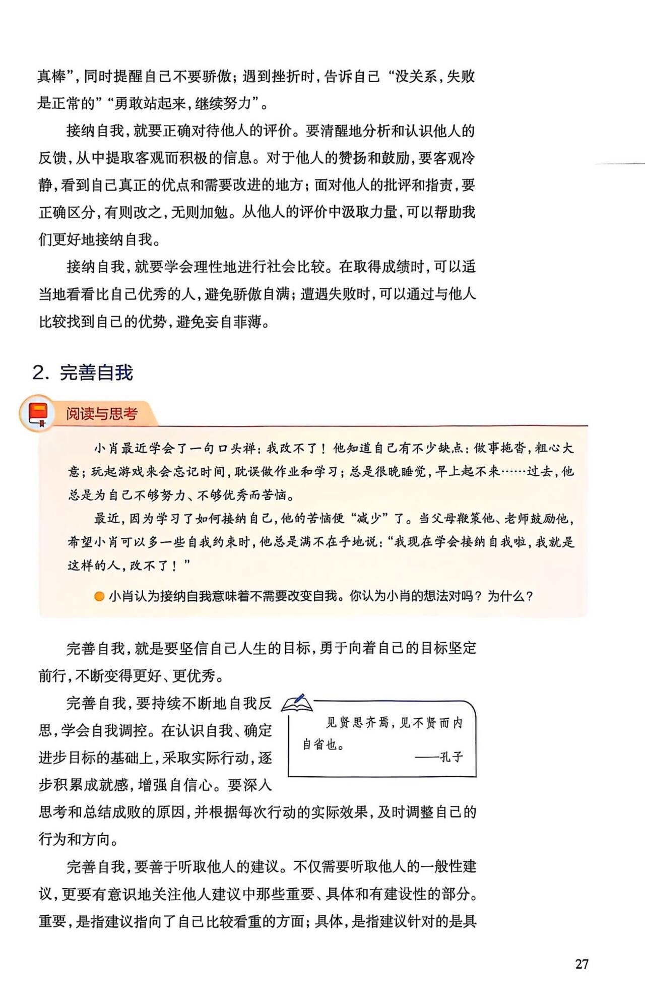 真棒”，同时提醒自己不要骄傲；遇到挫折时，告诉自己“没关系，失败
是正常的”“勇敢站起来，继续努力”。
接纳自我，就要正确对待他人的评价。要清醒地分析和认识他人的
反馈，从中提取客观而积极的信息。对于他人的赞扬和鼓励，要客观冷
静，看到自己真正的优点和需要改进的地方；面对他人的批评和指责，要
正确区分，有则改之，无则加勉。从他人的评价中汲取力量，可以帮助我
们更好地接纳自我。
接纳自我，就要学会理性地进行社会比较。在取得成绩时，可以适
当地看看比自己优秀的人，避免骄傲自满；遭遇失败时，可以通过与他人
比较找到自己的优势，避免妄自菲薄。
2. 完善自我
阅读与思考
小肖最近学会了一句口头禅：我改不了！他知道自己有不少缺点：做事拖沓，粗心大
意；玩起游戏来会忘记时间，耽误做作业和学习；总是很晚睡觉，早上起不来……过去，他
总是为自己不够努力、不够优秀而苦恼。
最近，因为学习了如何接纳自己，他的苦恼便“减少”了。当父母鞭策他、老师鼓励他，
希望小肖可以多一些自我约束时，他总是满不在乎地说：“我现在学会接纳自我啦，我就是
这样的人，改不了！”
● 小肖认为接纳自我意味着不需要改变自我。你认为小肖的想法对吗？为什么？
完善自我，就是要坚信自己人生的目标，勇于向着自己的目标坚定
前行，不断变得更好、更优秀。
完善自我，要持续不断地自我反
思，学会自我调控。在认识自我、确定
进步目标的基础上，采取实际行动，逐
步积累成就感，增强自信心。要深入
思考和总结成败的原因，并根据每次行动的实际效果，及时调整自己的
行为和方向。
见贤思齐焉，见不贤而内
自省也。
——孔子
完善自我，要善于听取他人的建议。不仅需要听取他人的一般性建
议，更要有意识地关注他人建议中那些重要、具体和有建设性的部分。
重要，是指建议指向了自己比较看重的方面；具体，是指建议针对的是具
27